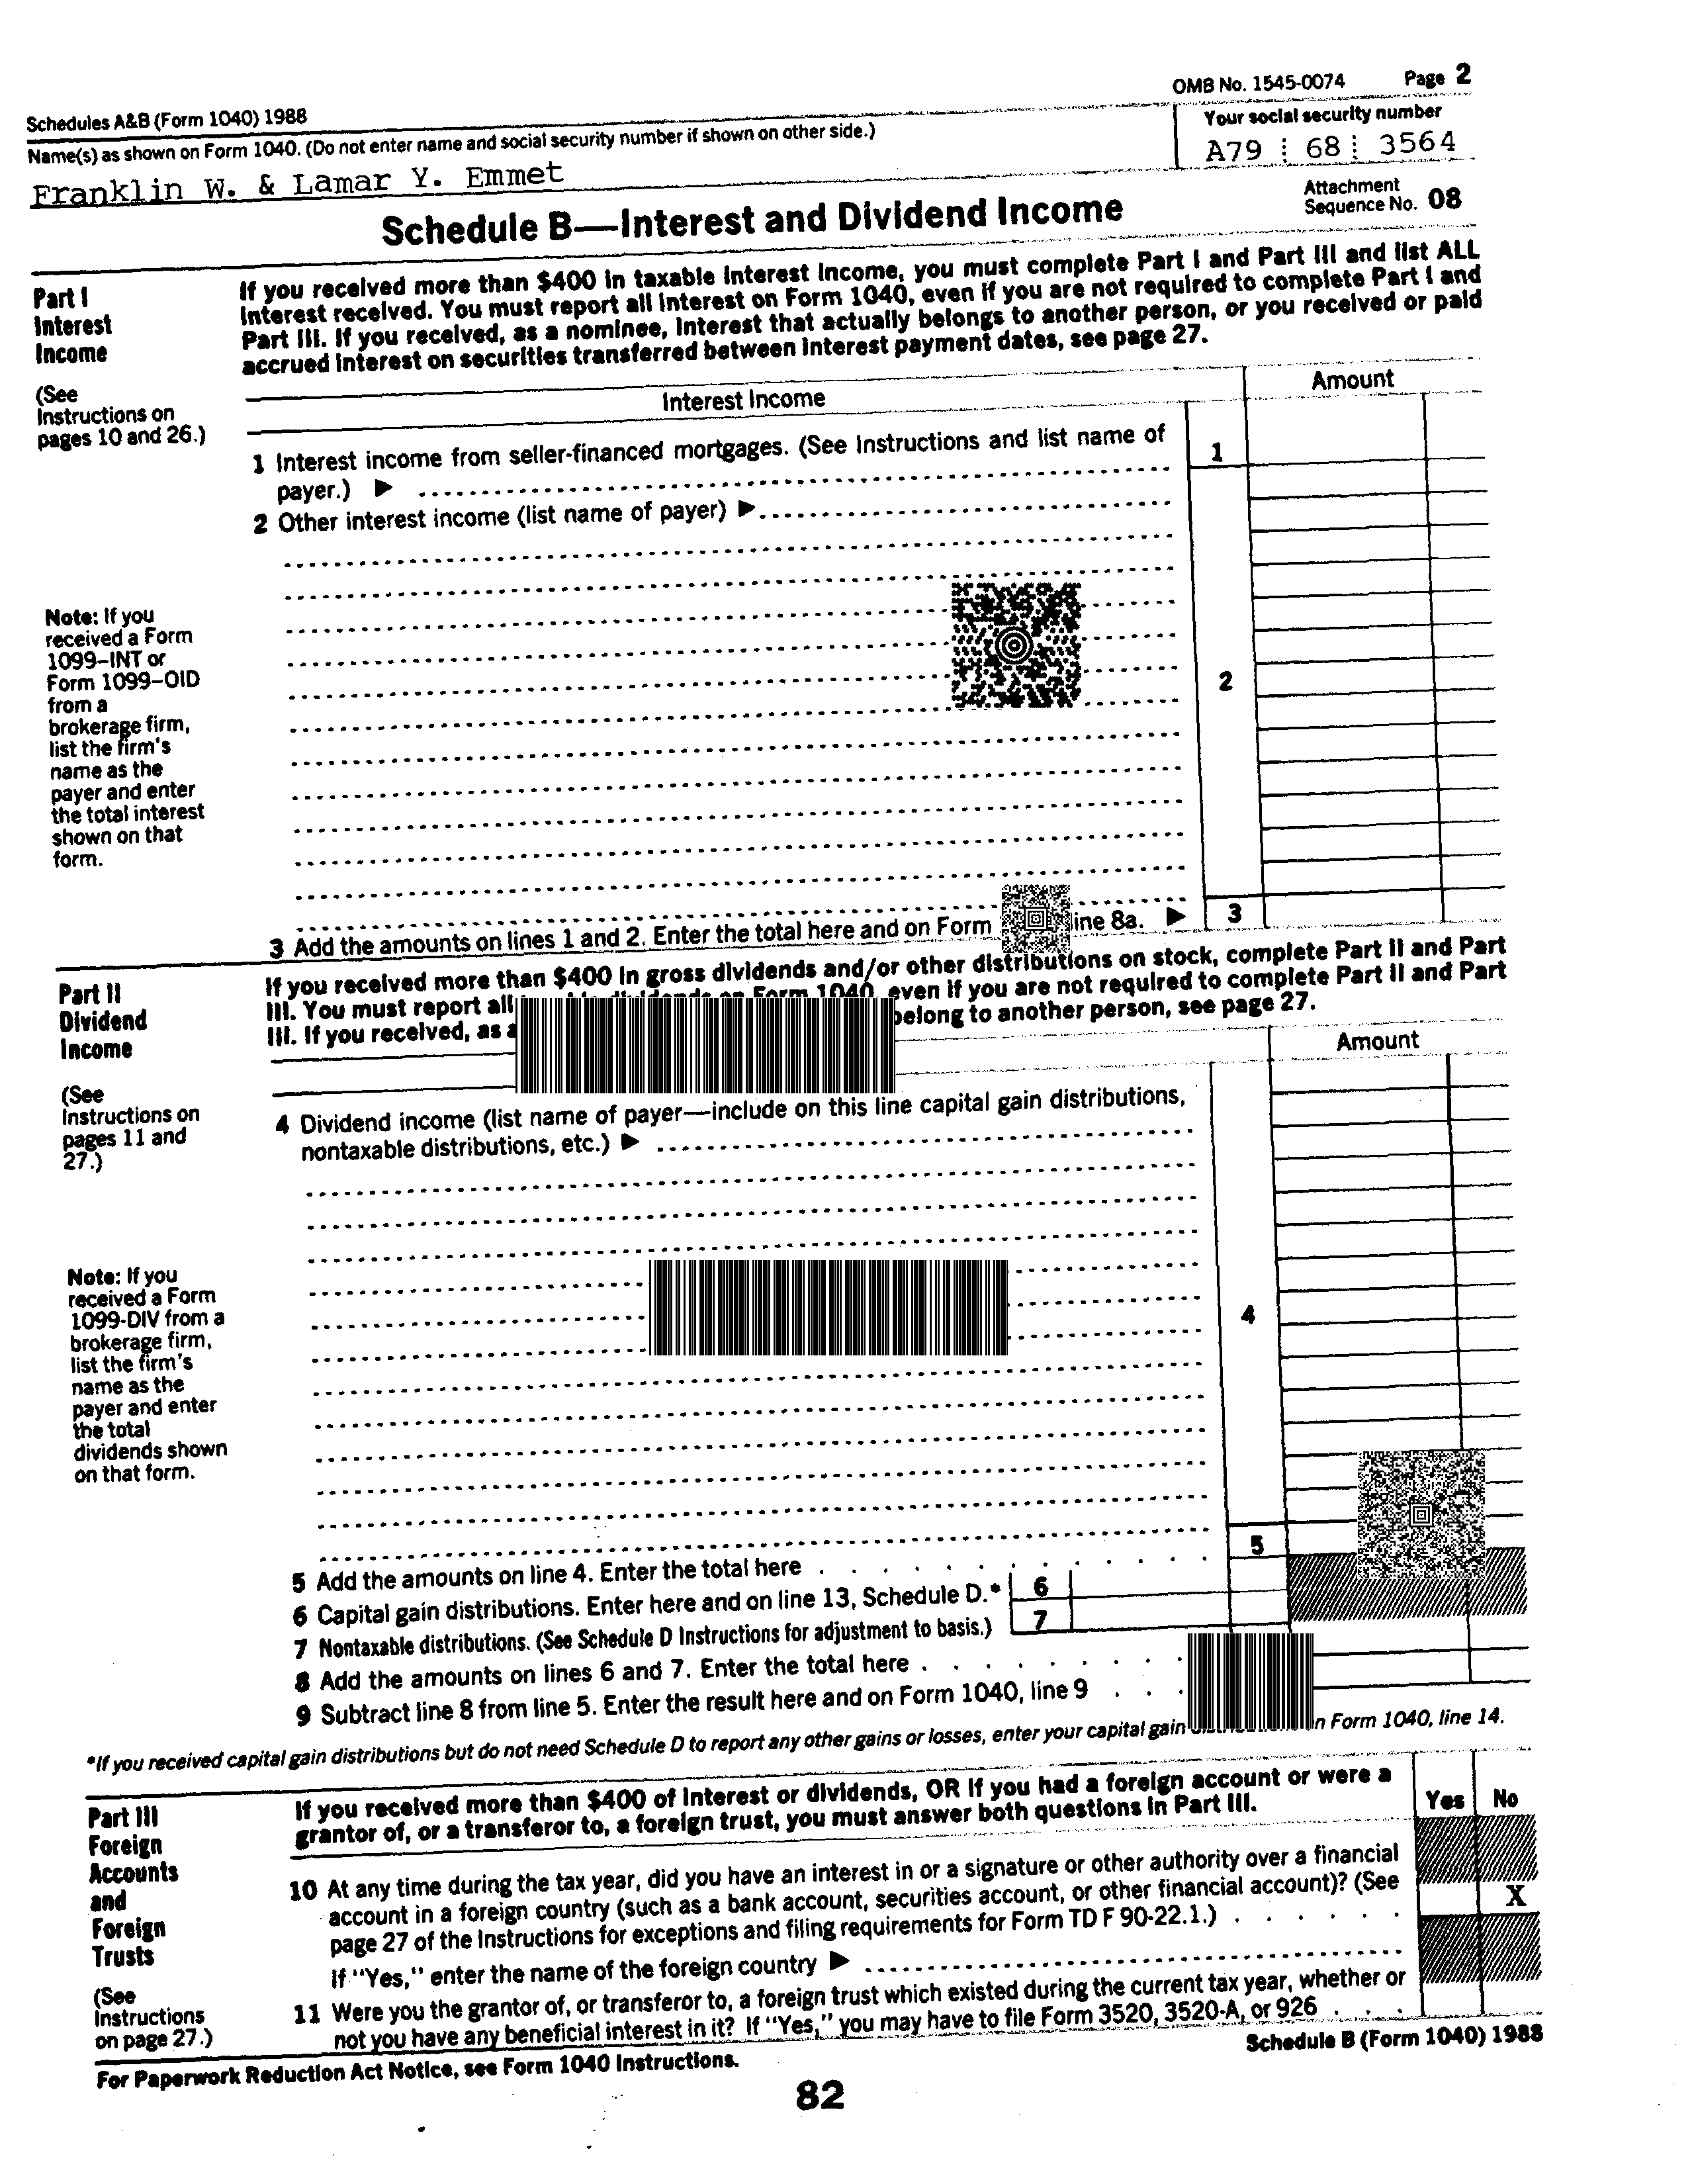 OMB No. 1545-0074 Page 2
Schedules A&B (Form 1040) 1988
Name(s) as shown on Form 1040. (Do not enter name and social security number if shown on other side.)
Your social security number
Franklin W. & Lamar Y. Emmet
A79 68 3564
Schedule B—Interest and Dividend Income
Attachment
Sequence No. 08
Part I
Interest
Income
(See
Instructions on
pages 10 and 26.)
If you received more than $400 in taxable interest income, you must complete Part I and Part III and list ALL
interest received. You must report all interest on Form 1040, even if you are not required to complete Part I and
Part III. If you received, as a nominee, interest that actually belongs to another person, or you received or paid
accrued interest on securities transferred between interest payment dates, see page 27.
Interest Income
Amount
1 Interest income from seller-financed mortgages. (See Instructions and list name of
payer.) ▶
1
2 Other interest income (list name of payer) ▶
Note: If you
received a Form
1099–INT or
Form 1099–OID
from a
brokerage firm,
list the firm's
name as the
payer and enter
the total interest
shown on that
form.
2
3 Add the amounts on lines 1 and 2. Enter the total here and on Form ine 8a. ▶
3
Part II
Dividend
Income
(See
Instructions on
pages 11 and
27.)
If you received more than $400 in gross dividends and/or other distributions on stock, complete Part II and Part
III. You must report all on Form 1040, even if you are not required to complete Part II and Part
III. If you received, as a belong to another person, see page 27.
Amount
4 Dividend income (list name of payer—include on this line capital gain distributions,
nontaxable distributions, etc.) ▶
Note: If you
received a Form
1099-DIV from a
brokerage firm,
list the firm's
name as the
payer and enter
the total
dividends shown
on that form.
4
5 Add the amounts on line 4. Enter the total here . . . . . . . . . . .
5
6 Capital gain distributions. Enter here and on line 13, Schedule D.*
6
7 Nontaxable distributions. (See Schedule D Instructions for adjustment to basis.)
7
8 Add the amounts on lines 6 and 7. Enter the total here . . . . . . . .
9 Subtract line 8 from line 5. Enter the result here and on Form 1040, line 9 . . .
*If you received capital gain distributions but do not need Schedule D to report any other gains or losses, enter your capital gain n Form 1040, line 14.
Part III
Foreign
Accounts
and
Foreign
Trusts
(See
Instructions
on page 27.)
If you received more than $400 of interest or dividends, OR if you had a foreign account or were a
grantor of, or a transferor to, a foreign trust, you must answer both questions in Part III.
Yes No
10 At any time during the tax year, did you have an interest in or a signature or other authority over a financial
account in a foreign country (such as a bank account, securities account, or other financial account)? (See
page 27 of the Instructions for exceptions and filing requirements for Form TD F 90-22.1.) . . . . . .
X
If "Yes," enter the name of the foreign country ▶
11 Were you the grantor of, or transferor to, a foreign trust which existed during the current tax year, whether or
not you have any beneficial interest in it? If "Yes," you may have to file Form 3520, 3520-A, or 926 . . .
For Paperwork Reduction Act Notice, see Form 1040 Instructions.
Schedule B (Form 1040) 1988
82